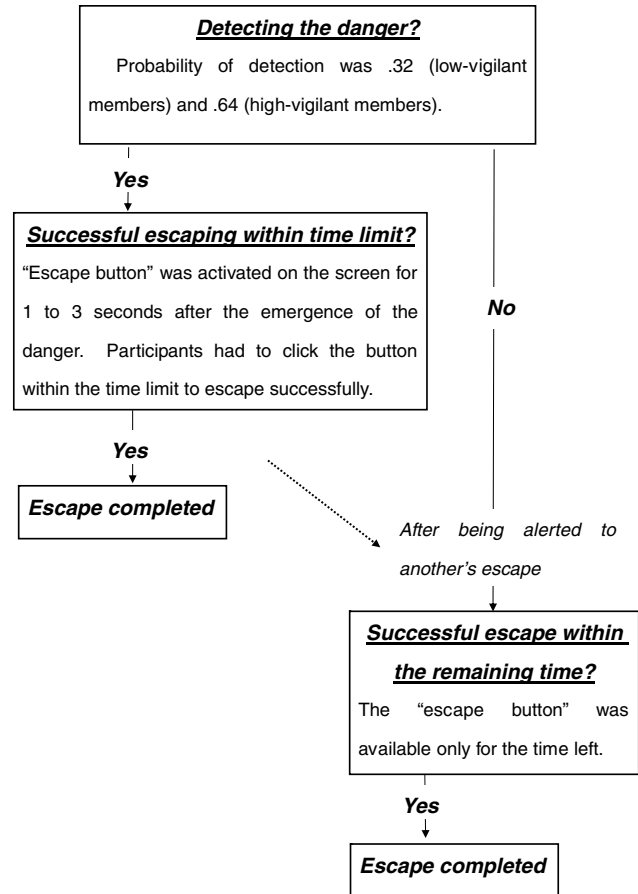 Detecting the danger?
Probability of detection was .32 (low-vigilant
members) and .64 (high-vigilant members).
Yes
Successful escaping within time limit?
“Escape button” was activated on the screen for
1 to 3 seconds after the emergence of the
danger. Participants had to click the button
within the time limit to escape successfully.
No
Yes
Escape completed
After being alerted to
another’s escape
Successful escape within
the remaining time?
The “escape button” was
available only for the time left.
Yes
Escape completed